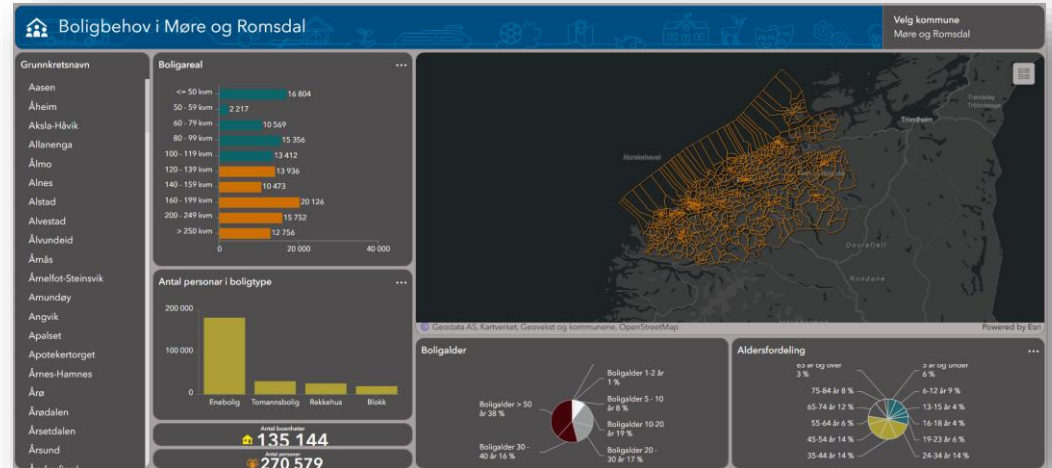 Boligbehov i Møre og Romsdal
Velg kommune
Møre og Romsdal
Grunnkretsnavn
Aasen
Åheim
Aksla-Håvik
Allanenga
Ålmo
Alnes
Alstad
Alvestad
Ålvundeid
Åmås
Åmelfot-Steinsvik
Amundøy
Angvik
Apalset
Apotekertorget
Årnes-Hamnes
Årø
Årødalen
Årsetdalen
Årsund
Boligareal
<= 50 kvm 16 804
50 - 59 kvm 2 217
60 - 79 kvm 10 569
80 - 99 kvm 15 356
100 - 119 kvm 13 412
120 - 139 kvm 13 936
140 - 159 kvm 10 473
160 - 199 kvm 20 126
200 - 249 kvm 15 752
> 250 kvm 12 756
0 20 000 40 000
Antal personar i boligtype
200 000
100 000
0
Enebolig Tomannsbolig Rekkehus Blokk
Antal boenheter
135 144
Antal personer
270 579
Norskehavet
Trondheim
Trøndelag
Trööndelage
Dovrefjell
Rondane
Geodata AS, Kartverket, Geovekst og kommunene, OpenStreetMap
Powered by Esri
Boligalder
Boligalder 1-2 år
1 %
Boligalder 5 - 10
år 8 %
Boligalder 10-20
år 19 %
Boligalder 20 -
30 år 17 %
Boligalder 30 -
40 år 16 %
Boligalder > 50
år 38 %
Aldersfordeling
85 år og over
3 %
75-84 år 8 %
65-74 år 12 %
55-64 år 6 %
45-54 år 14 %
35-44 år 14 %
5 år og under
6 %
6-12 år 9 %
13-15 år 4 %
16-18 år 4 %
19-23 år 6 %
24-34 år 14 %